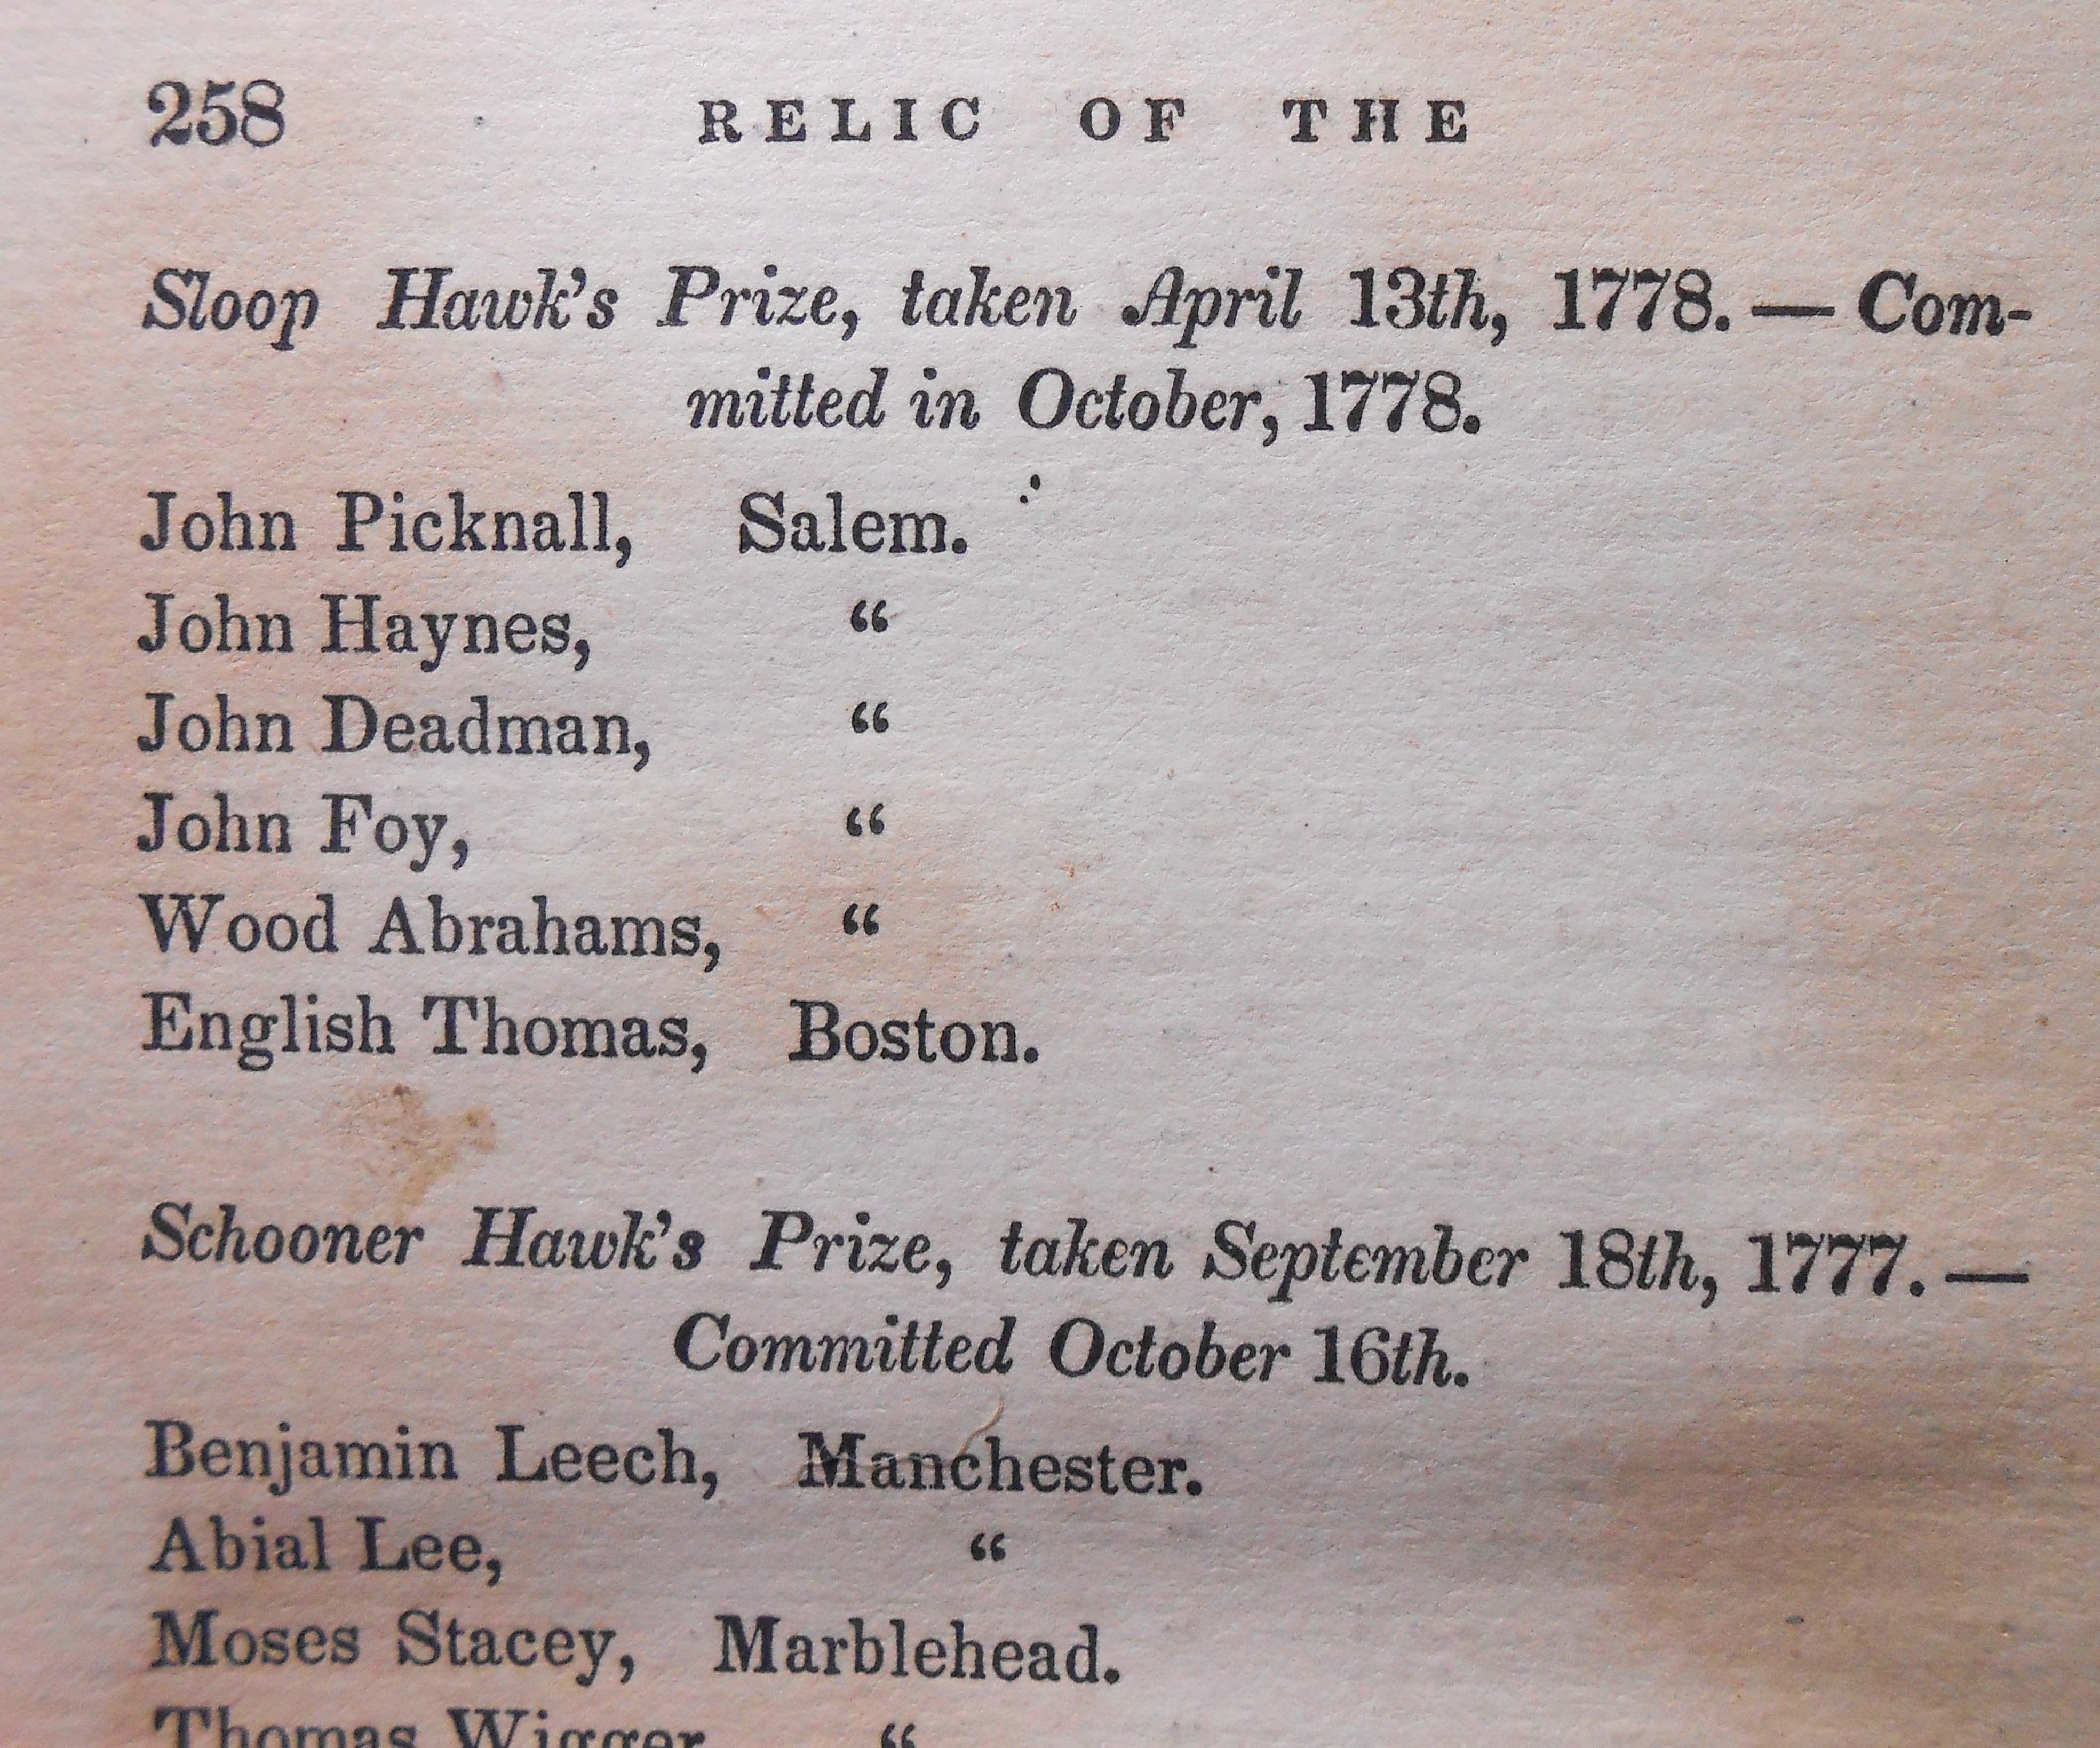 258 RELIC OF THE
Sloop Hawk's Prize, taken April 13th, 1778. — Com-
mitted in October, 1778.
John Picknall, Salem.
John Haynes, “
John Deadman, “
John Foy, “
Wood Abrahams, “
English Thomas, Boston.
Schooner Hawk's Prize, taken September 18th, 1777. —
Committed October 16th.
Benjamin Leech, Manchester.
Abial Lee, “
Moses Stacey, Marblehead.
Thomas Wigger “